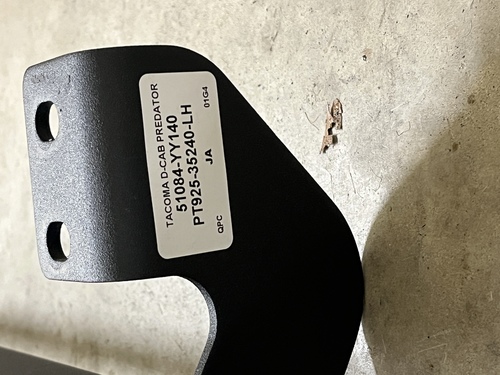 TACOMA D-CAB PREDATOR
51084-YY140
PT925-35240-LH
QPC JA 01G4